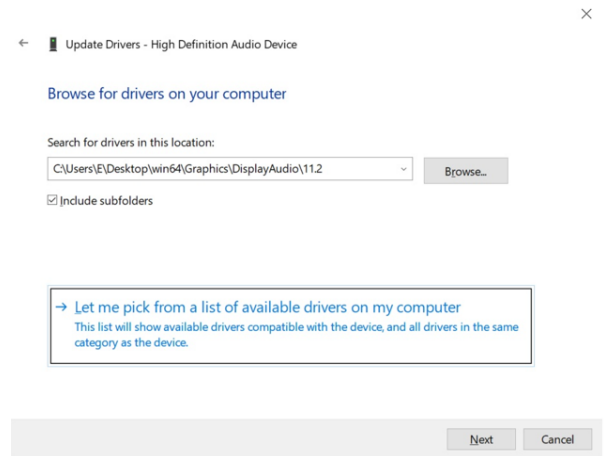 Update Drivers - High Definition Audio Device
Browse for drivers on your computer
Search for drivers in this location:
C:\Users\E\Desktop\win64\Graphics\DisplayAudio\11.2
Browse...
Include subfolders
Let me pick from a list of available drivers on my computer
This list will show available drivers compatible with the device, and all drivers in the same
category as the device.
Next
Cancel